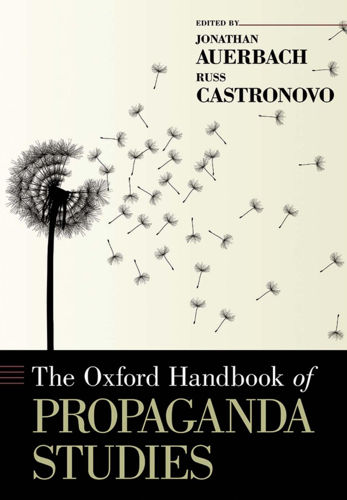 EDITED BY
JONATHAN
AUERBACH
RUSS
CASTRONOVO
The Oxford Handbook of
PROPAGANDA
STUDIES